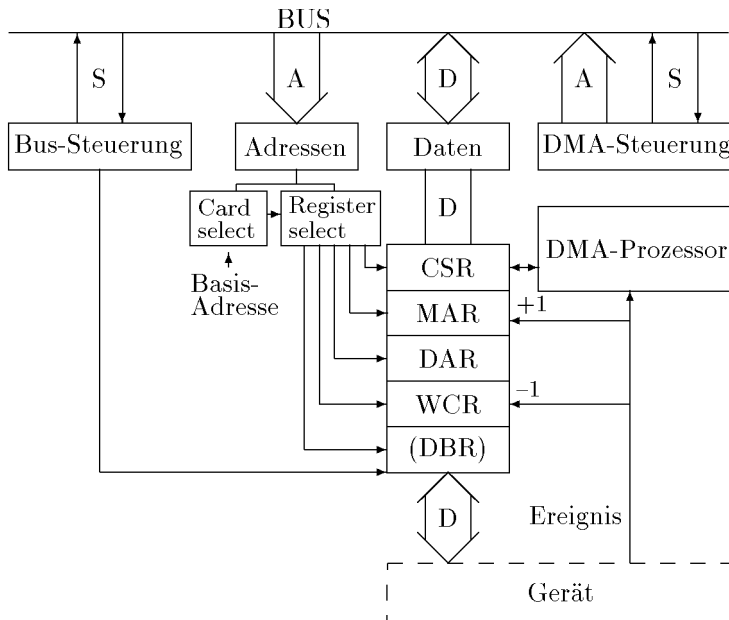 BUS
S
A
D
A
S
Bus-Steuerung
Adressen
Daten
DMA-Steuerung
Card
select
Register
select
D
Basis-
Adresse
CSR
DMA-Prozessor
MAR
+1
DAR
WCR
–1
(DBR)
D
Ereignis
Gerät